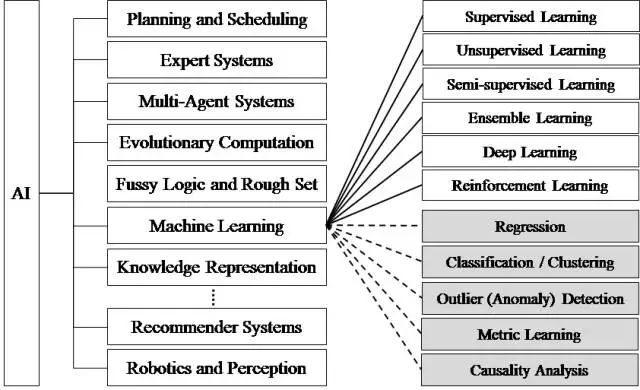 AI
Planning and Scheduling
Expert Systems
Multi-Agent Systems
Evolutionary Computation
Fussy Logic and Rough Set
Machine Learning
Knowledge Representation
Recommender Systems
Robotics and Perception
Supervised Learning
Unsupervised Learning
Semi-supervised Learning
Ensemble Learning
Deep Learning
Reinforcement Learning
Regression
Classification / Clustering
Outlier (Anomaly) Detection
Metric Learning
Causality Analysis